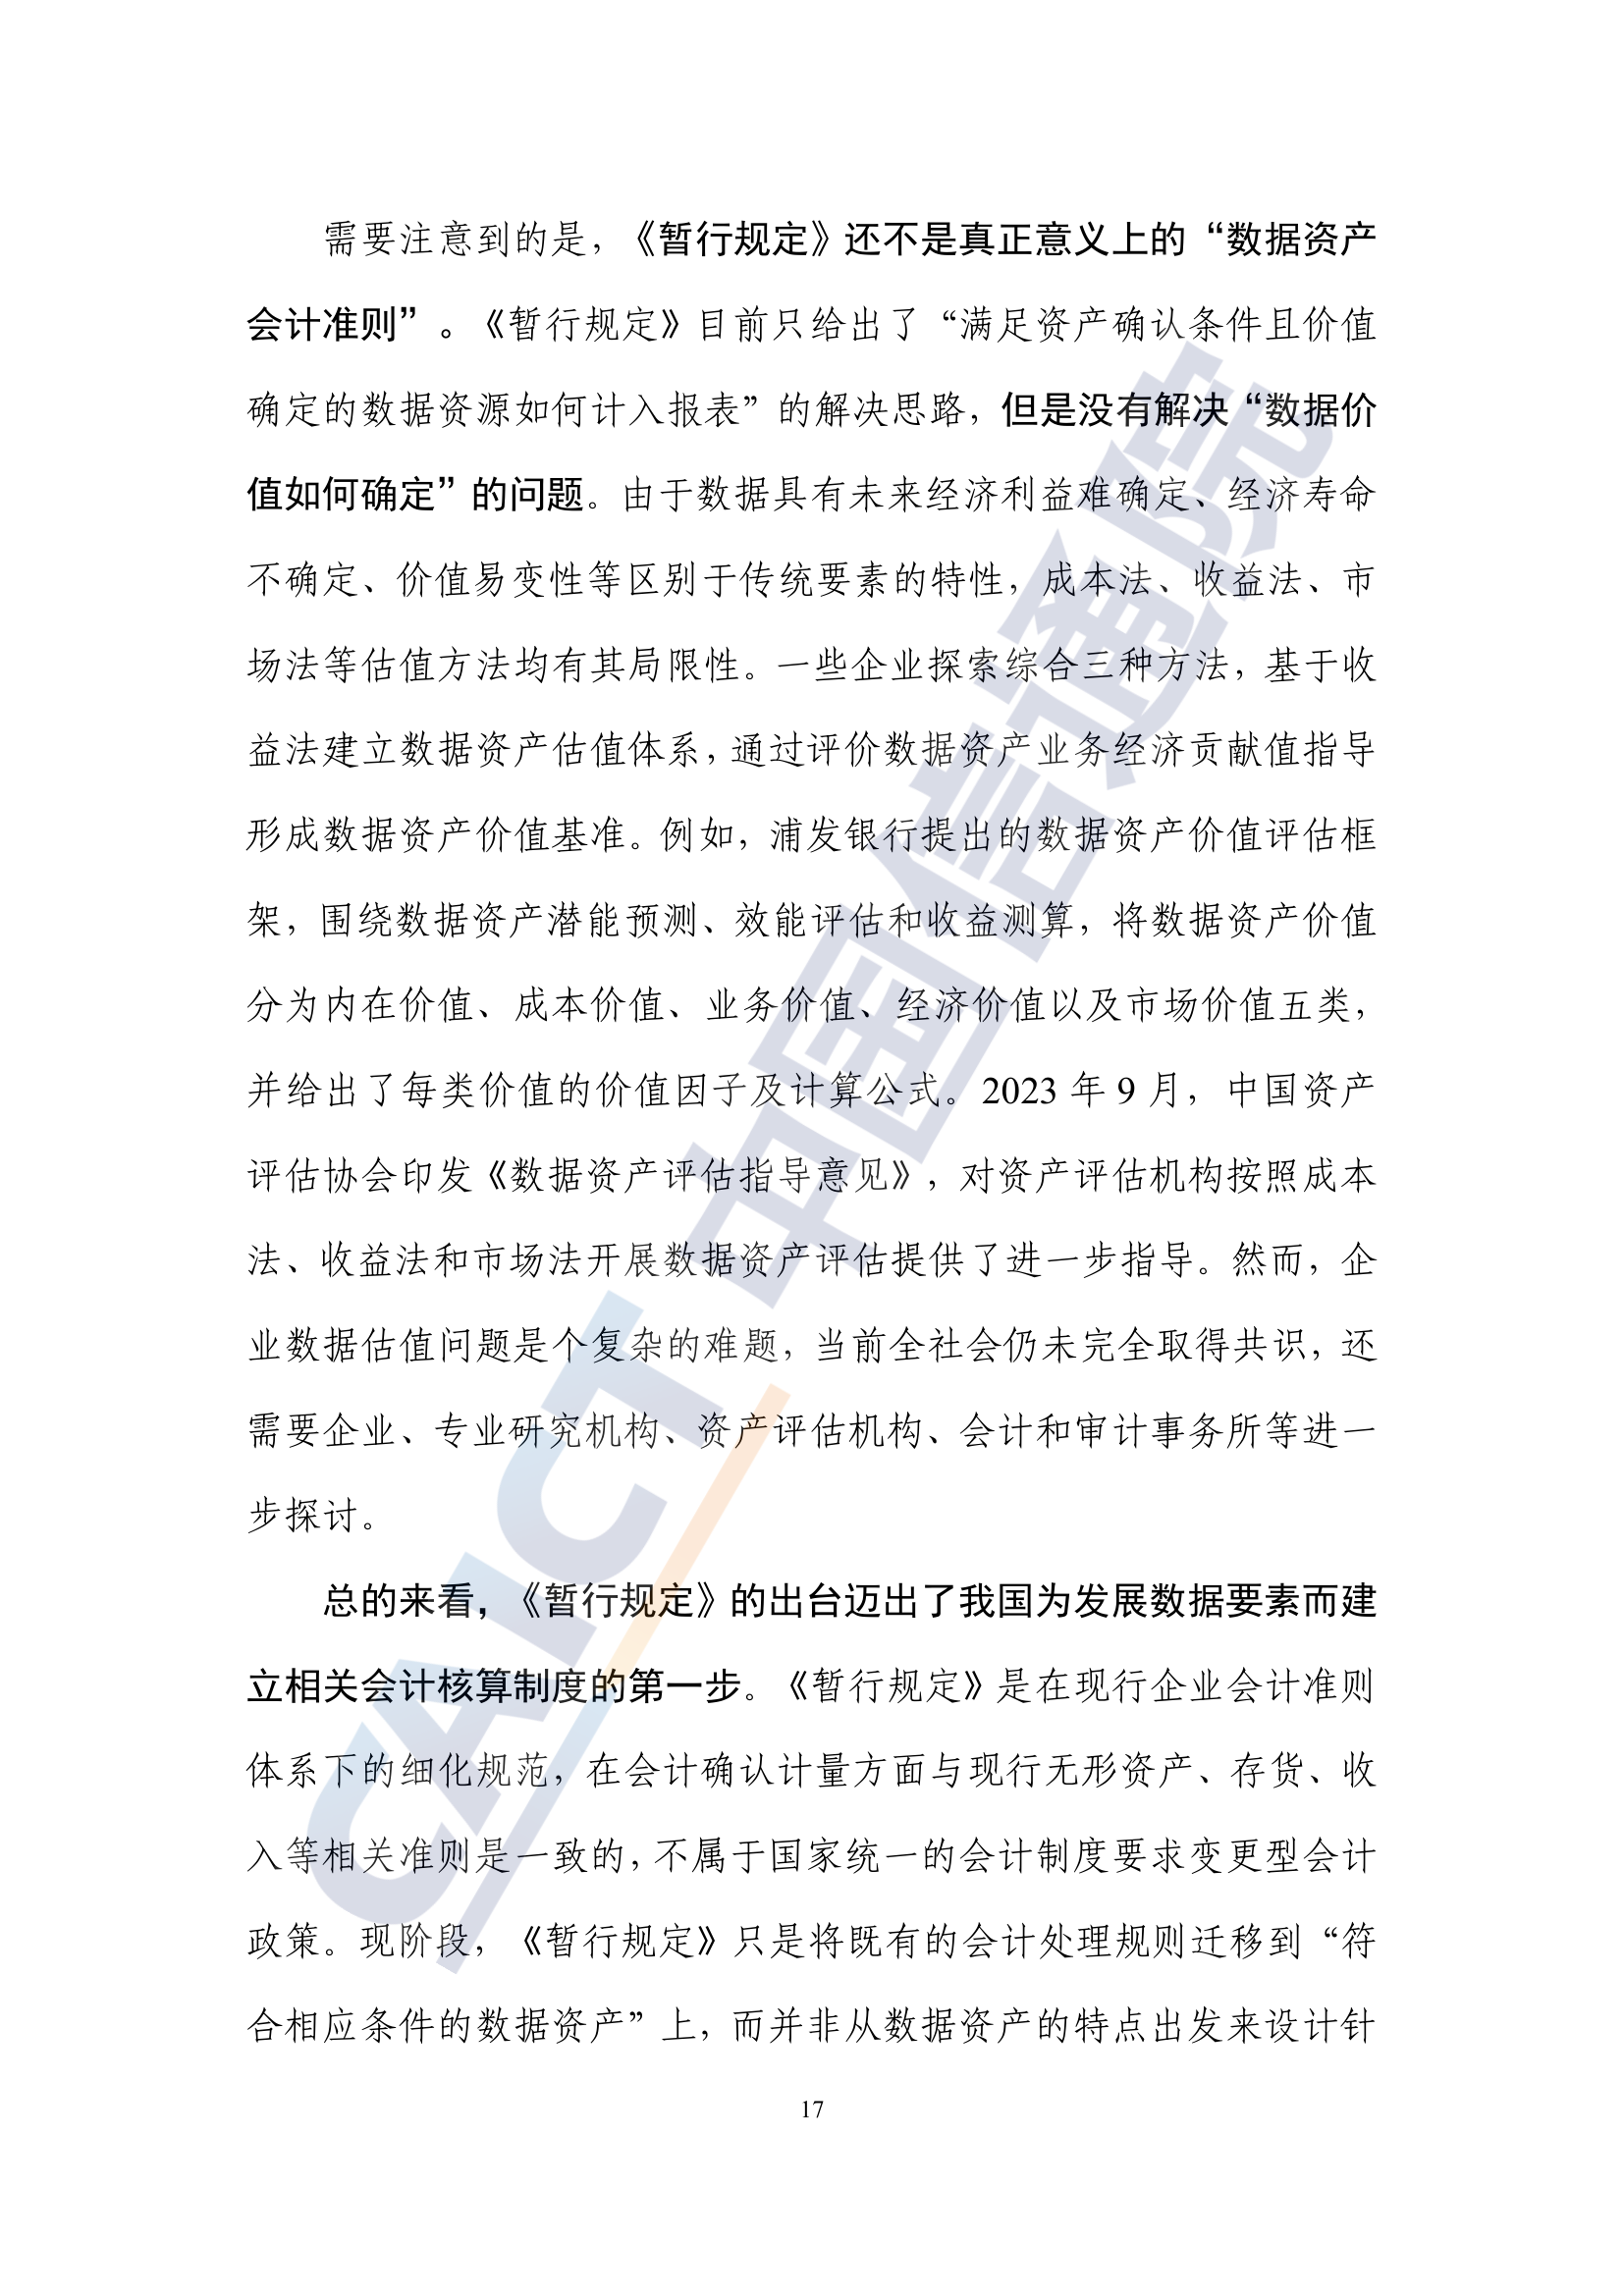 需要注意到的是，《暂行规定》还不是真正意义上的“数据资产
会计准则”。《暂行规定》目前只给出了“满足资产确认条件且价值
确定的数据资源如何计入报表”的解决思路，但是没有解决“数据价
值如何确定”的问题。由于数据具有未来经济利益难确定、经济寿命
不确定、价值易变性等区别于传统要素的特性，成本法、收益法、市
场法等估值方法均有其局限性。一些企业探索综合三种方法，基于收
益法建立数据资产估值体系，通过评价数据资产业务经济贡献值指导
形成数据资产价值基准。例如，浦发银行提出的数据资产价值评估框
架，围绕数据资产潜能预测、效能评估和收益测算，将数据资产价值
分为内在价值、成本价值、业务价值、经济价值以及市场价值五类，
并给出了每类价值的价值因子及计算公式。2023 年 9 月，中国资产
评估协会印发《数据资产评估指导意见》，对资产评估机构按照成本
法、收益法和市场法开展数据资产评估提供了进一步指导。然而，企
业数据估值问题是个复杂的难题，当前全社会仍未完全取得共识，还
需要企业、专业研究机构、资产评估机构、会计和审计事务所等进一
步探讨。
总的来看，《暂行规定》的出台迈出了我国为发展数据要素而建
立相关会计核算制度的第一步。《暂行规定》是在现行企业会计准则
体系下的细化规范，在会计确认计量方面与现行无形资产、存货、收
入等相关准则是一致的，不属于国家统一的会计制度要求变更型会计
政策。现阶段，《暂行规定》只是将既有的会计处理规则迁移到“符
合相应条件的数据资产”上，而并非从数据资产的特点出发来设计针
17
CAICT 中国信通院